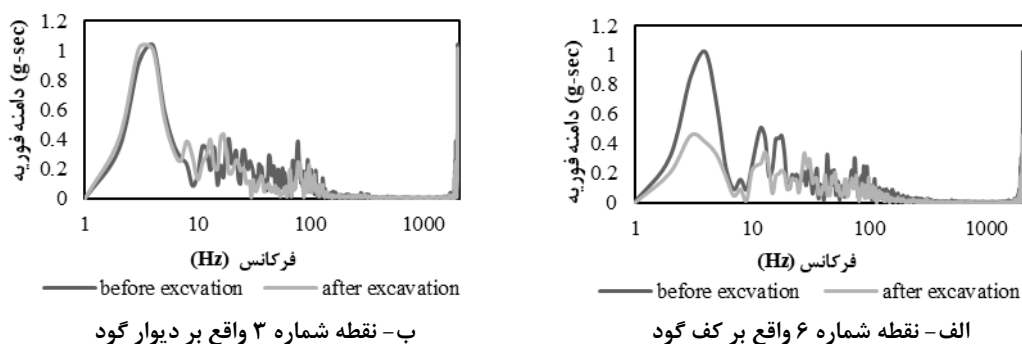 1.2
1
0.8
0.6
0.4
0.2
0
دامنه فوریه (g-sec)
1 10 100 1000
فرکانس (Hz)
before excvation after excavation
الف- نقطه شماره ۶ واقع بر کف گود
1.2
1
0.8
0.6
0.4
0.2
0
دامنه فوریه (g-sec)
1 10 100 1000
فرکانس (Hz)
before excvation after excavation
ب- نقطه شماره ۳ واقع بر دیوار گود